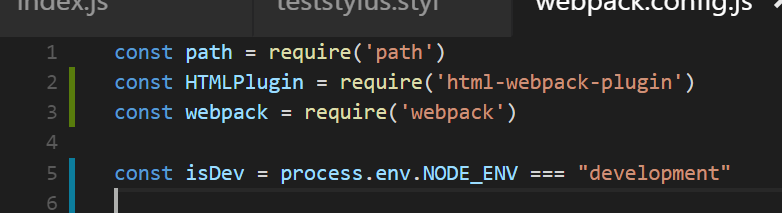 index.js teststylus.styl webpack.config.js
1 const path = require('path')
2 const HTMLPlugin = require('html-webpack-plugin')
3 const webpack = require('webpack')
4
5 const isDev = process.env.NODE_ENV === "development"
6